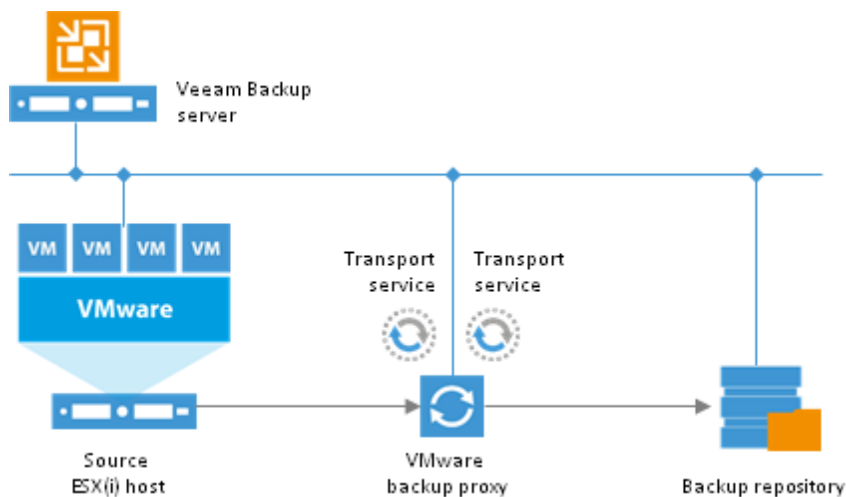 Veeam Backup
server
VM VM VM VM
VMware
Transport
service
Transport
service
Source
ESX(i) host
VMware
backup proxy
Backup repository